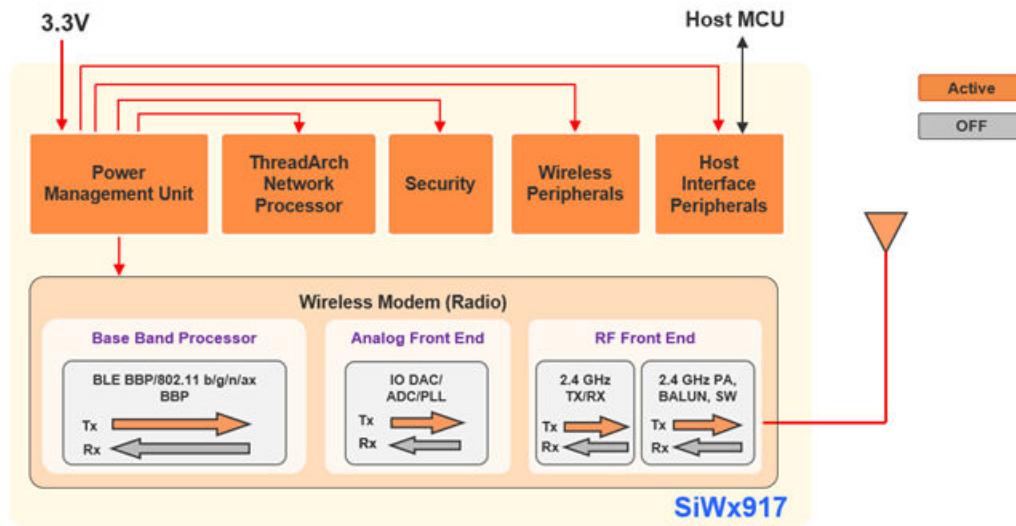 3.3V
Host MCU
Active
OFF
Power
Management Unit
ThreadArch
Network
Processor
Security
Wireless
Peripherals
Host
Interface
Peripherals
Wireless Modem (Radio)
Base Band Processor
BLE BBP/802.11 b/g/n/ax
BBP
Tx
Rx
Analog Front End
IO DAC/
ADC/PLL
Tx
Rx
RF Front End
2.4 GHz
TX/RX
Tx
Rx
2.4 GHz PA,
BALUN, SW
Tx
Rx
SiWx917